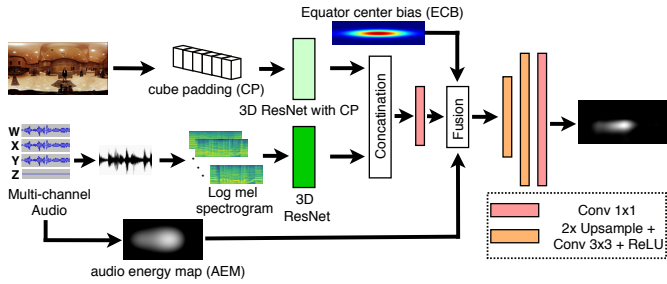 Equator center bias (ECB)
cube padding (CP)
3D ResNet with CP
Concatination
Fusion
W
X
Y
Z
Multi-channel
Audio
Log mel
spectrogram
3D
ResNet
audio energy map (AEM)
Conv 1x1
2x Upsample +
Conv 3x3 + ReLU